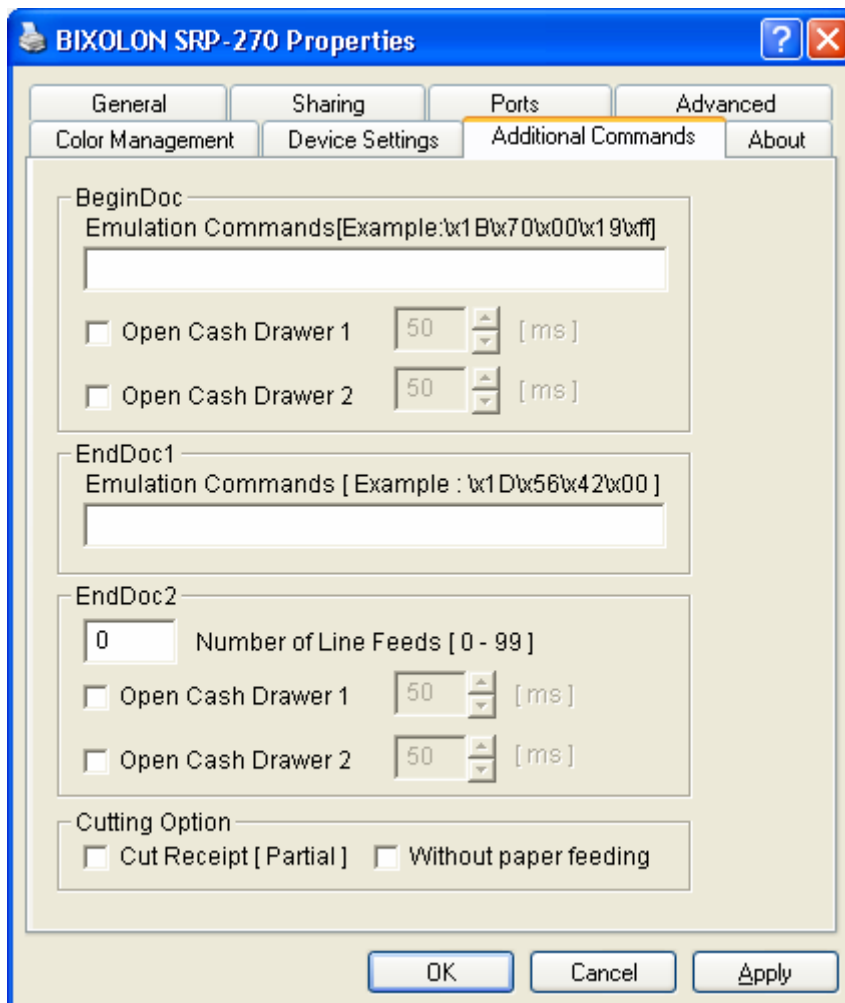 BIXOLON SRP-270 Properties
General Sharing Ports Advanced
Color Management Device Settings Additional Commands About
BeginDoc
Emulation Commands[Example:\x1B\x70\x00\x19\xff]
Open Cash Drawer 1 50 [ms]
Open Cash Drawer 2 50 [ms]
EndDoc1
Emulation Commands [ Example : \x1D\x56\x42\x00 ]
EndDoc2
0 Number of Line Feeds [ 0 - 99 ]
Open Cash Drawer 1 50 [ms]
Open Cash Drawer 2 50 [ms]
Cutting Option
Cut Receipt [ Partial ] Without paper feeding
OK Cancel Apply